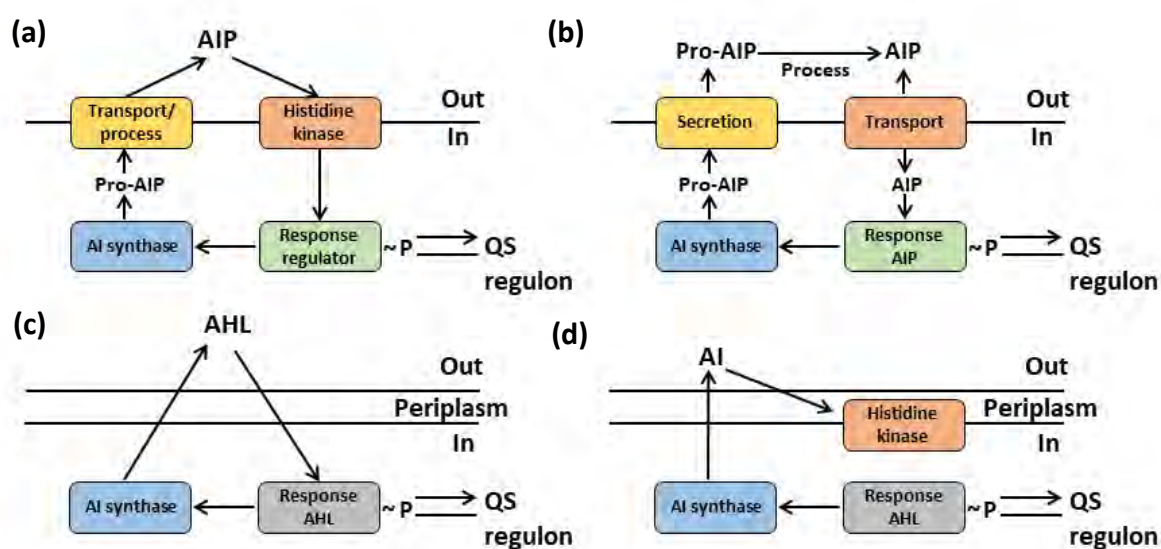 (a)
AIP
Transport/
process
Histidine
kinase
Out
In
Pro-AIP
AI synthase
Response
regulator
~ P
QS
regulon
(b)
Pro-AIP
Process
AIP
Secretion
Transport
Out
In
Pro-AIP
AIP
AI synthase
Response
AIP
~ P
QS
regulon
(c)
AHL
Out
Periplasm
In
AI synthase
Response
AHL
~ P
QS
regulon
(d)
AI
Out
Histidine
kinase
Periplasm
In
AI synthase
Response
AHL
~ P
QS
regulon